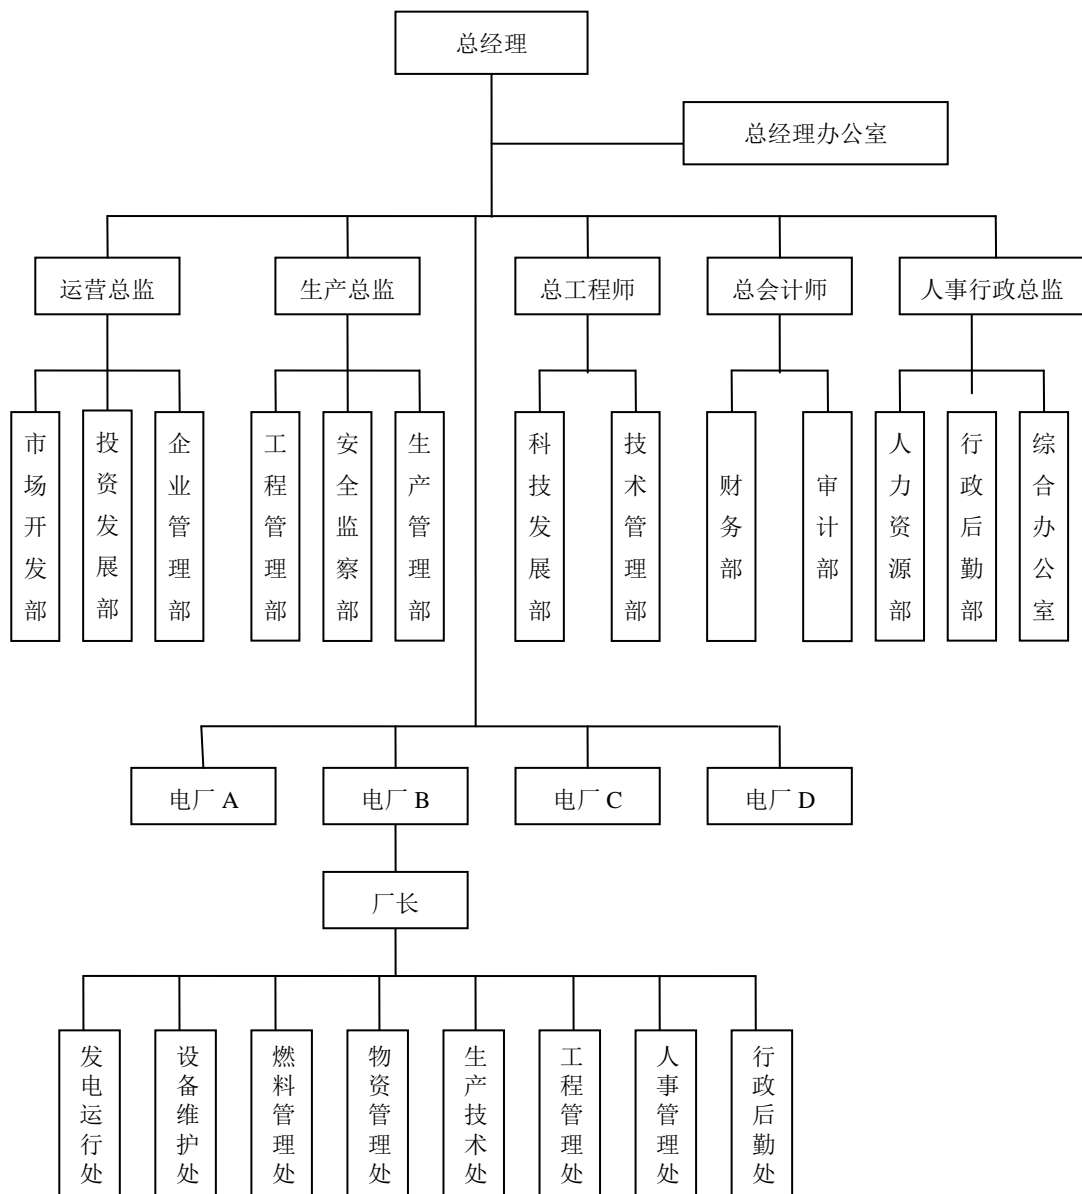 总经理
总经理办公室
运营总监
生产总监
总工程师
总会计师
人事行政总监
市场开发部
投资发展部
企业管理部
工程管理部
安全监察部
生产管理部
科技发展部
技术管理部
财务部
审计部
人力资源部
行政后勤部
综合办公室
电厂 A
电厂 B
电厂 C
电厂 D
厂长
发电运行处
设备维护处
燃料管理处
物资管理处
生产技术处
工程管理处
人事管理处
行政后勤处